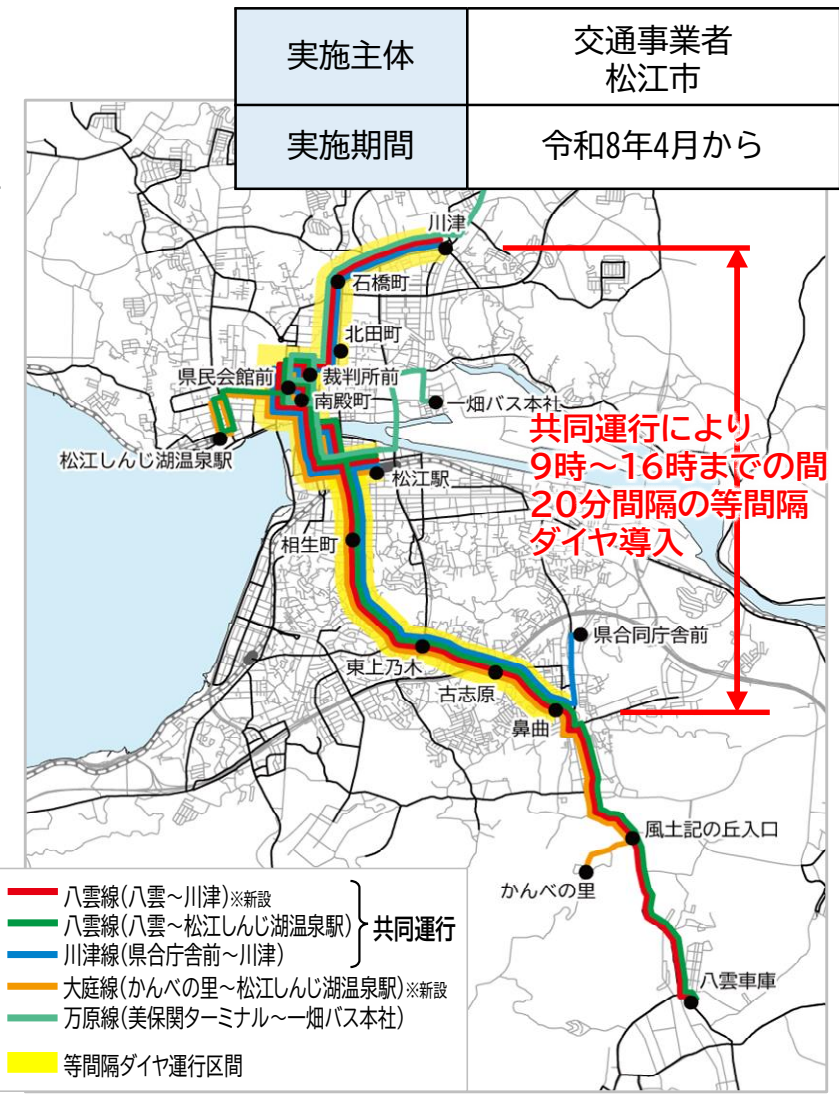 実施主体
交通事業者
松江市
実施期間
令和8年4月から
川津
石橋町
北田町
県民会館前
裁判所前
南殿町
一畑バス本社
松江しんじ湖温泉駅
松江駅
共同運行により
9時～16時までの間
20分間隔の等間隔
ダイヤ導入
相生町
県合同庁舎前
東上乃木
古志原
鼻曲
風土記の丘入口
かんべの里
八雲車庫
八雲線(八雲～川津)※新設
八雲線(八雲～松江しんじ湖温泉駅)
川津線(県合庁舎前～川津)
共同運行
大庭線(かんべの里～松江しんじ湖温泉駅)※新設
万原線(美保関ターミナル～一畑バス本社)
等間隔ダイヤ運行区間